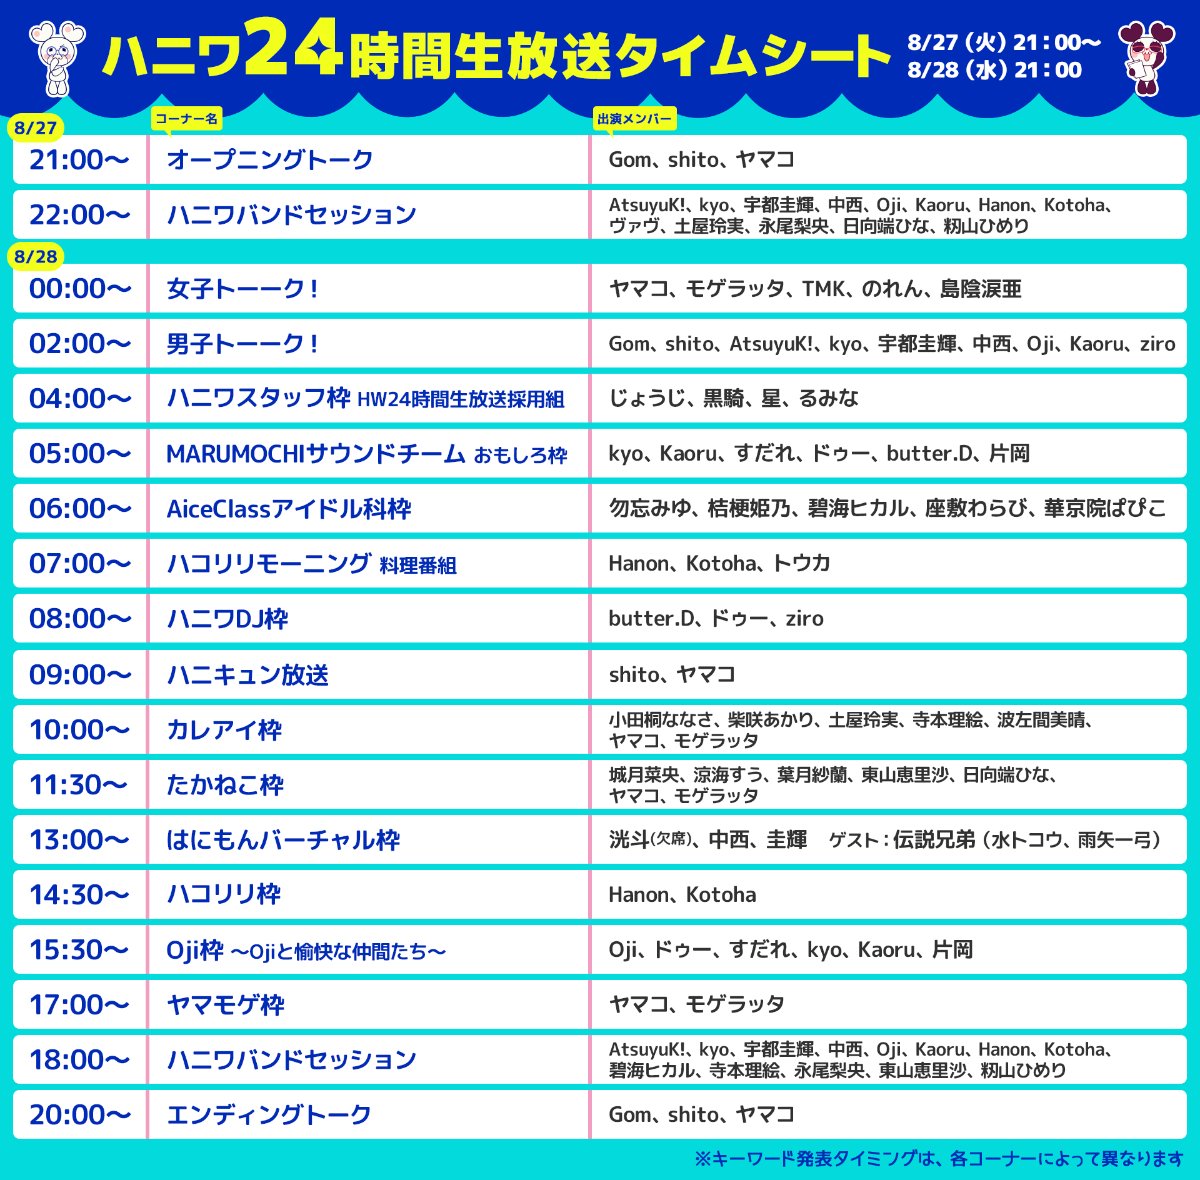 ハニワ24時間生放送タイムシート
8/27（火）21：00～
8/28（水）21：00
コーナー名
出演メンバー
8/27
21:00～ オープニングトーク Gom、shito、ヤマコ
22:00～ ハニワバンドセッション AtsuyuK!、kyo、宇都圭輝、中西、Oji、Kaoru、Hanon、Kotoha、
ヴァヴ、土屋玲実、永尾梨央、日向端ひな、籾山ひめり
8/28
00:00～ 女子トーーク！ ヤマコ、モゲラッタ、TMK、のれん、島陰涙亜
02:00～ 男子トーーク！ Gom、shito、AtsuyuK!、kyo、宇都圭輝、中西、Oji、Kaoru、ziro
04:00～ ハニワスタッフ枠 HW24時間生放送採用組 じょうじ、黒騎、星、るみな
05:00～ MARUMOCHIサウンドチーム おもしろ枠 kyo、Kaoru、すだれ、ドゥー、butter.D、片岡
06:00～ AiceClassアイドル科枠 勿忘みゆ、桔梗姫乃、碧海ヒカル、座敷わらび、華京院ぱぴこ
07:00～ ハコリリモーニング 料理番組 Hanon、Kotoha、トウカ
08:00～ ハニワDJ枠 butter.D、ドゥー、ziro
09:00～ ハニキュン放送 shito、ヤマコ
10:00～ カレアイ枠 小田桐ななさ、柴咲あかり、土屋玲実、寺本理絵、波左間美晴、
ヤマコ、モゲラッタ
11:30～ たかねこ枠 城月菜央、涼海すう、葉月紗蘭、東山恵里沙、日向端ひな、
ヤマコ、モゲラッタ
13:00～ はにもんバーチャル枠 洸斗(欠席)、中西、圭輝 ゲスト：伝説兄弟（水トコウ、雨矢一弓）
14:30～ ハコリリ枠 Hanon、Kotoha
15:30～ Oji枠 ～Ojiと愉快な仲間たち～ Oji、ドゥー、すだれ、kyo、Kaoru、片岡
17:00～ ヤマモゲ枠 ヤマコ、モゲラッタ
18:00～ ハニワバンドセッション AtsuyuK!、kyo、宇都圭輝、中西、Oji、Kaoru、Hanon、Kotoha、
碧海ヒカル、寺本理絵、永尾梨央、東山恵里沙、籾山ひめり
20:00～ エンディングトーク Gom、shito、ヤマコ
※キーワード発表タイミングは、各コーナーによって異なります